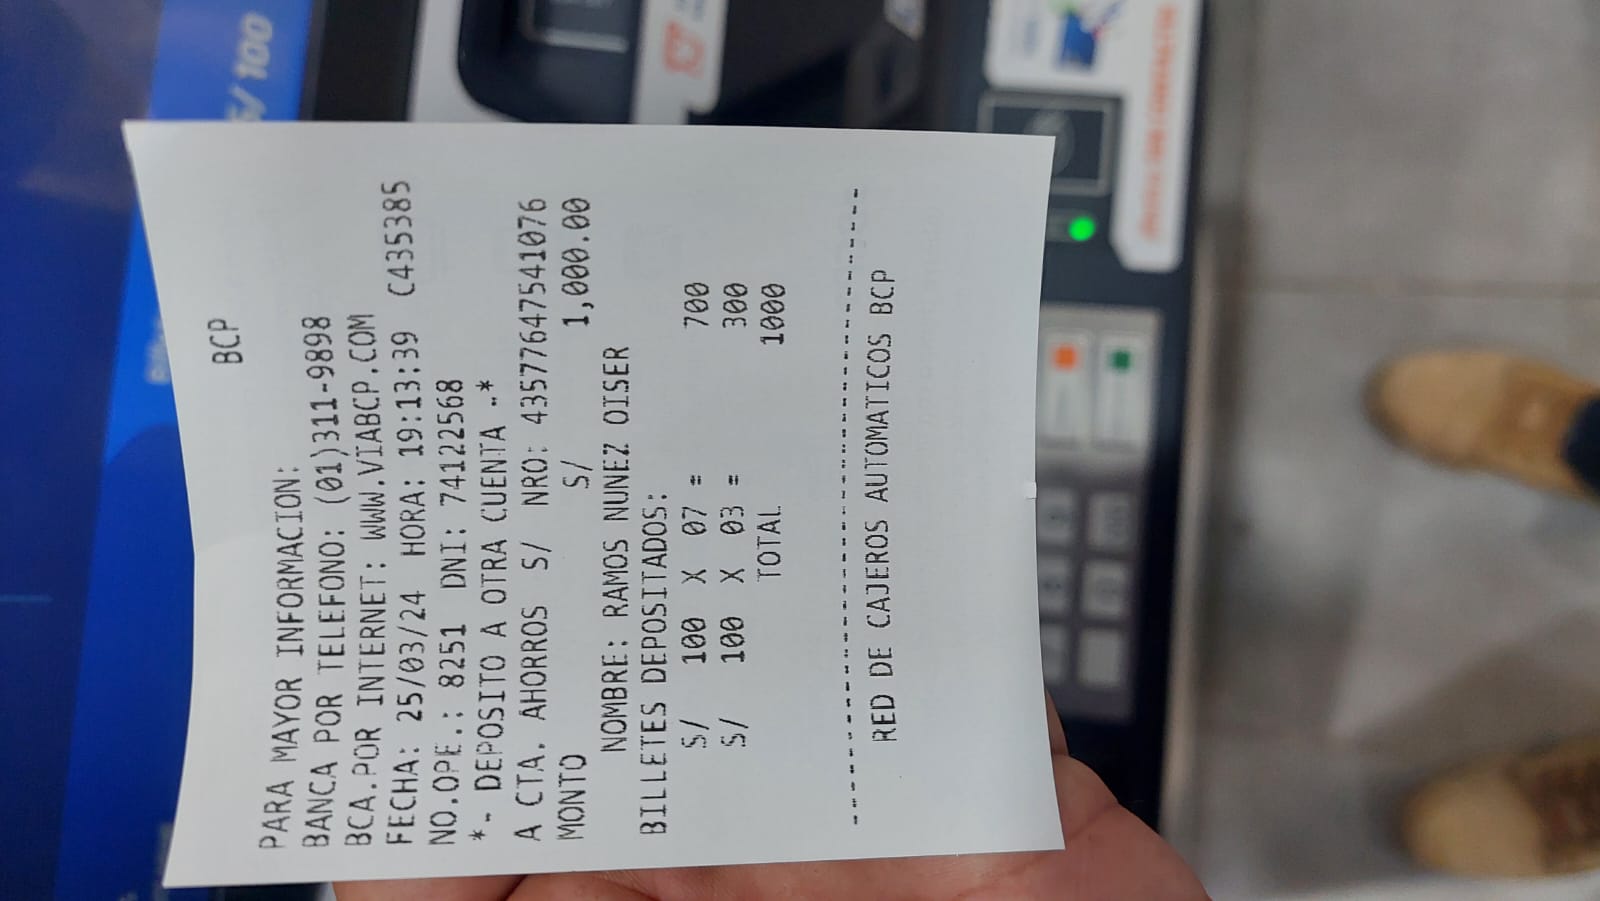 BCP
PARA MAYOR INFORMACION:
BANCA POR TELEFONO: (01)311-9898
BCA.POR INTERNET: WWW.VIABCP.COM
FECHA: 25/03/24 HORA: 19:13:39 C435385
NO.OPE.: 8251 DNI: 74122568
*- DEPOSITO A OTRA CUENTA -*
A CTA. AHORROS S/ NRO: 43577647541076
MONTO S/ 1,000.00
NOMBRE: RAMOS NUNEZ OISER
BILLETES DEPOSITADOS:
S/ 100 X 07 = 700
S/ 100 X 03 = 300
TOTAL 1000
RED DE CAJEROS AUTOMATICOS BCP
S/ 100